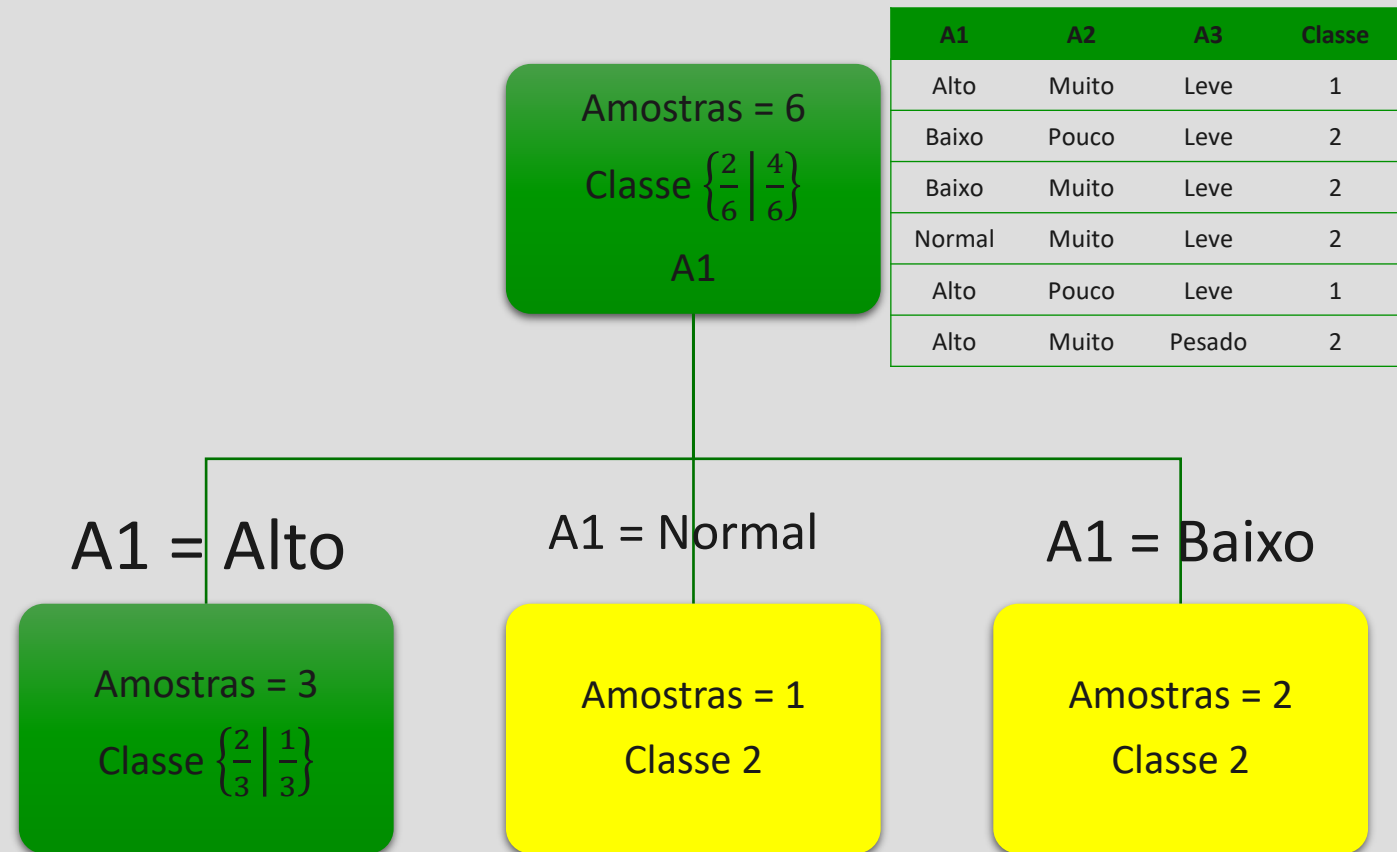 A1 A2 A3 Classe
Alto Muito Leve 1
Baixo Pouco Leve 2
Baixo Muito Leve 2
Normal Muito Leve 2
Alto Pouco Leve 1
Alto Muito Pesado 2
Amostras = 6
Classe {2/6 | 4/6}
A1
A1 = Alto
A1 = Normal
A1 = Baixo
Amostras = 3
Classe {2/3 | 1/3}
Amostras = 1
Classe 2
Amostras = 2
Classe 2